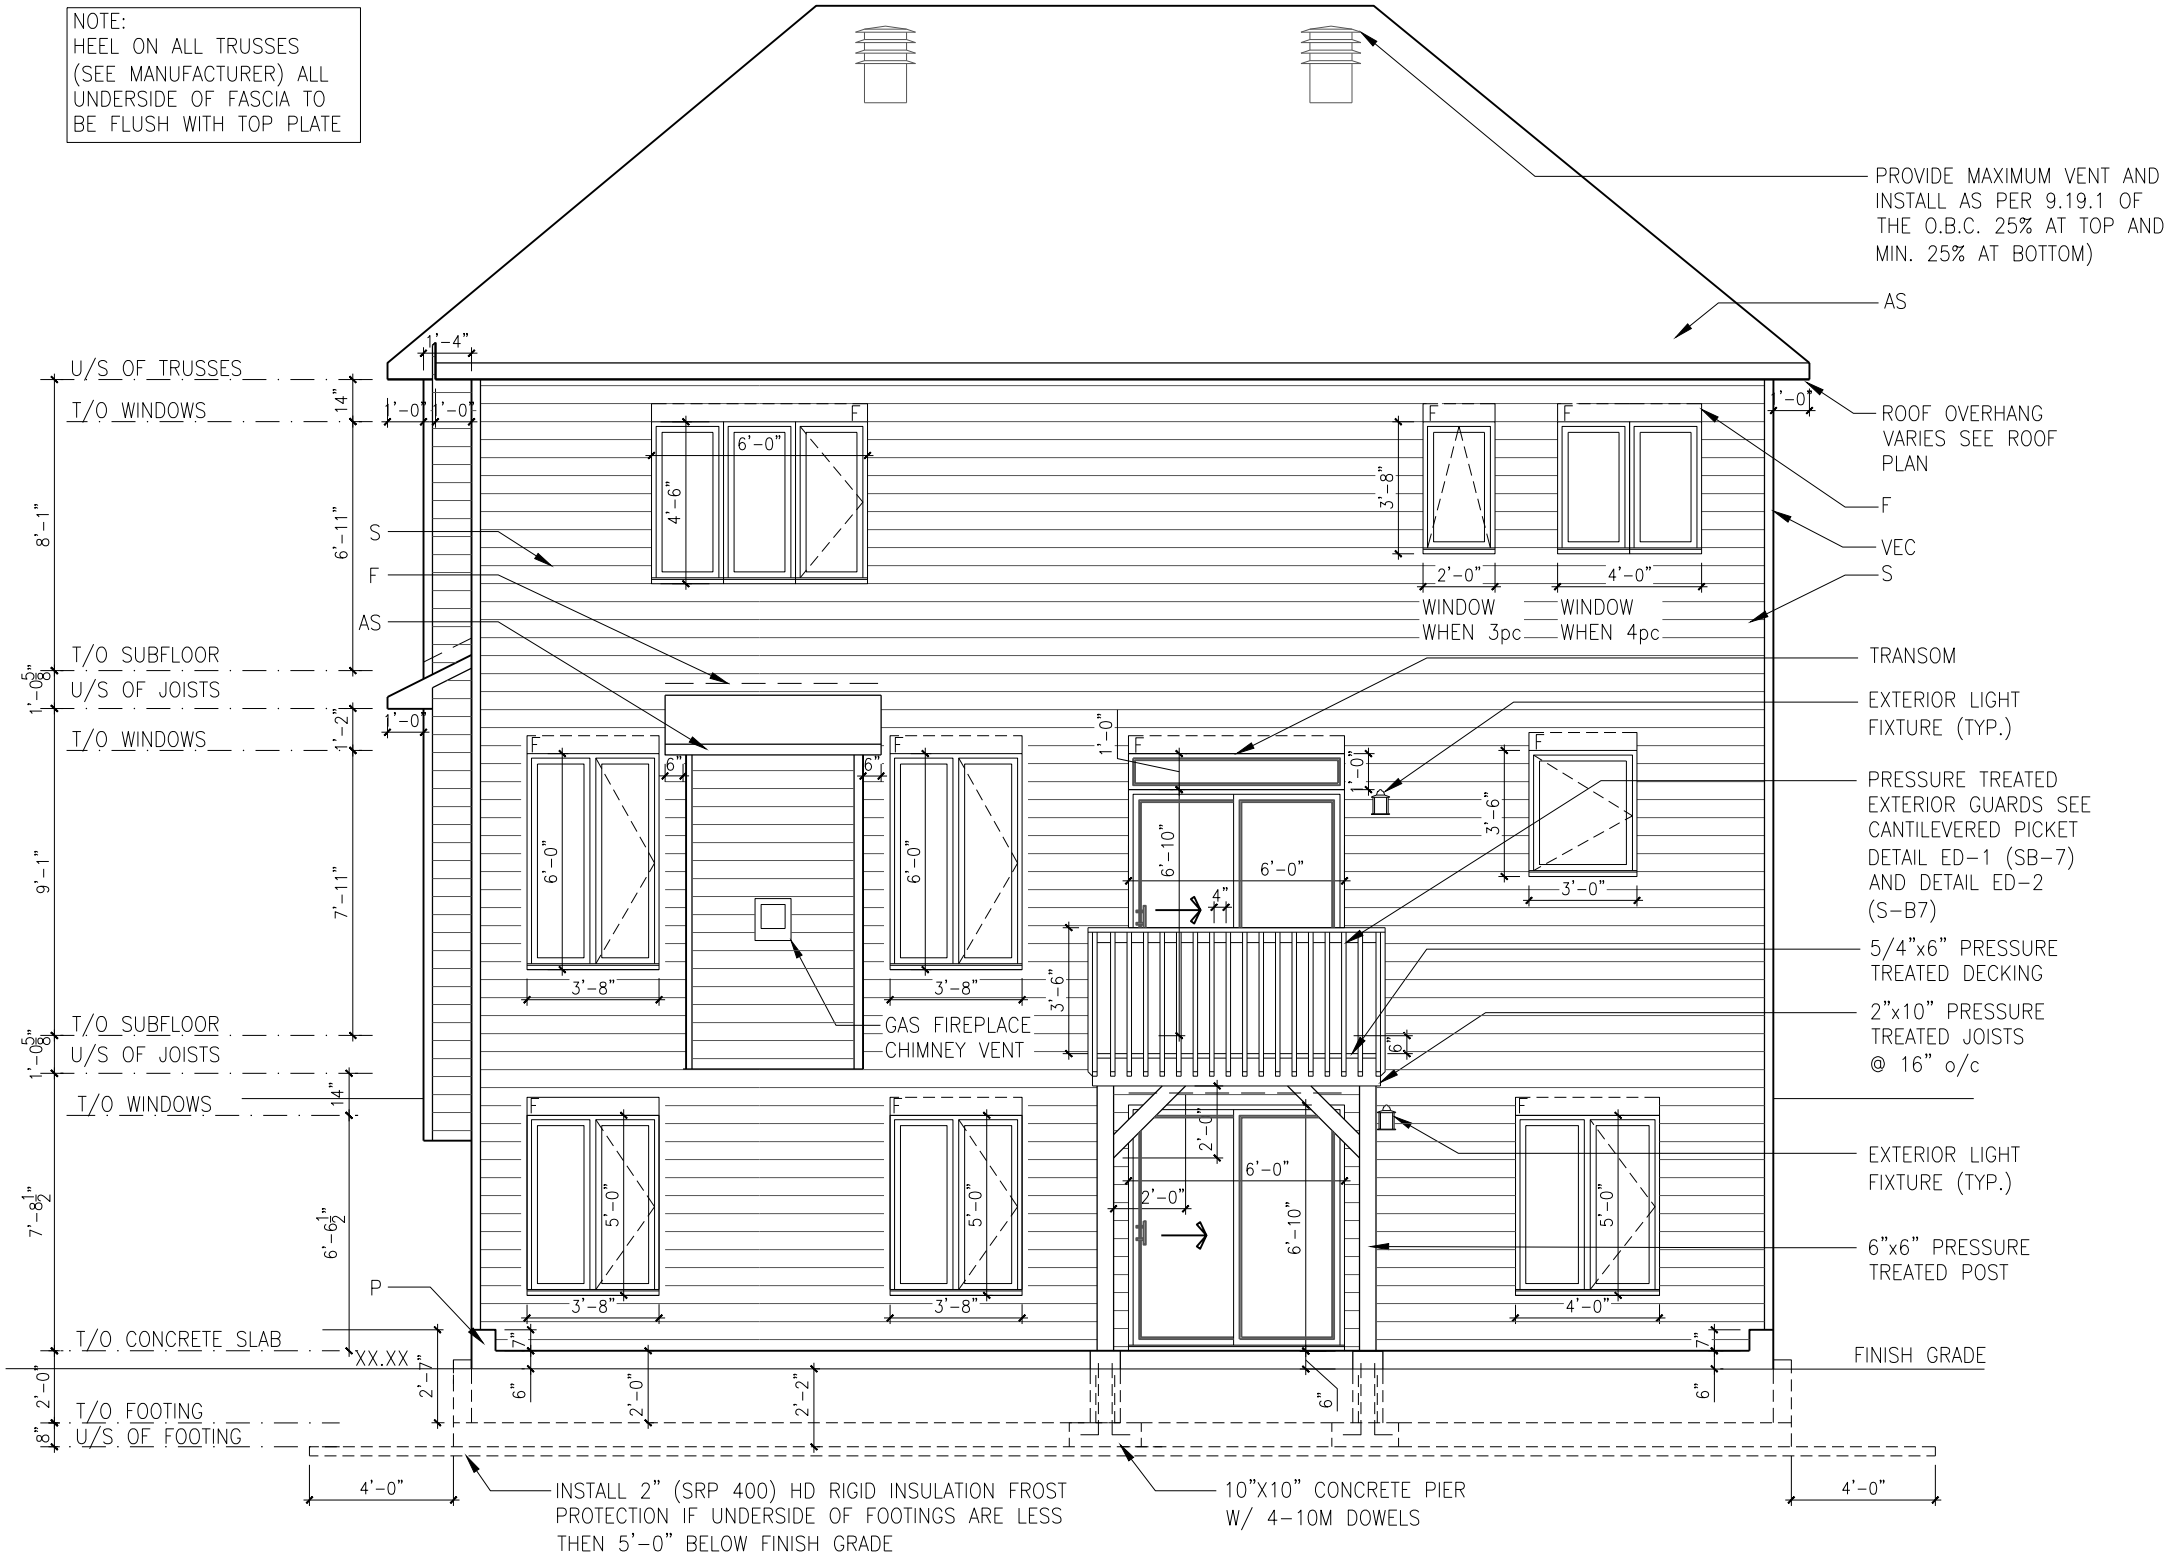 NOTE:
HEEL ON ALL TRUSSES
(SEE MANUFACTURER) ALL
UNDERSIDE OF FASCIA TO
BE FLUSH WITH TOP PLATE
PROVIDE MAXIMUM VENT AND
INSTALL AS PER 9.19.1 OF
THE O.B.C. 25% AT TOP AND
MIN. 25% AT BOTTOM)
AS
1'-4"
U/S OF TRUSSES
T/O WINDOWS
14"
1'-0"
1'-0"
1'-0"
ROOF OVERHANG
VARIES SEE ROOF
PLAN
F
F
F
6'-0"
4'-6"
3'-8"
2'-0"
4'-0"
WINDOW
WHEN 3pc
WINDOW
WHEN 4pc
F
VEC
S
S
F
AS
8'-1"
6'-11"
T/O SUBFLOOR
U/S OF JOISTS
1'-0 5/8"
1'-2"
1'-0"
T/O WINDOWS
TRANSOM
EXTERIOR LIGHT
FIXTURE (TYP.)
PRESSURE TREATED
EXTERIOR GUARDS SEE
CANTILEVERED PICKET
DETAIL ED-1 (SB-7)
AND DETAIL ED-2
(S-B7)
5/4"x6" PRESSURE
TREATED DECKING
2"x10" PRESSURE
TREATED JOISTS
@ 16" o/c
F
F
F
F
6"
6"
1'-0"
1'-0"
6'-0"
6'-0"
6'-10"
6'-0"
4"
3'-6"
3'-0"
3'-8"
3'-8"
3'-6"
6"
GAS FIREPLACE
CHIMNEY VENT
9'-1"
7'-11"
T/O SUBFLOOR
U/S OF JOISTS
1'-0 5/8"
14"
T/O WINDOWS
F
F
F
5'-0"
5'-0"
5'-0"
2'-0"
6'-0"
2'-0"
6'-10"
3'-8"
3'-8"
4'-0"
EXTERIOR LIGHT
FIXTURE (TYP.)
6"x6" PRESSURE
TREATED POST
7'-8 1/2"
6'-6 1/2"
P
T/O CONCRETE SLAB
XX.XX
FINISH GRADE
7"
7"
6"
6"
6"
2'-7"
2'-0"
2'-2"
2'-0"
T/O FOOTING
U/S OF FOOTING
8"
4'-0"
4'-0"
INSTALL 2" (SRP 400) HD RIGID INSULATION FROST
PROTECTION IF UNDERSIDE OF FOOTINGS ARE LESS
THEN 5'-0" BELOW FINISH GRADE
10"X10" CONCRETE PIER
W/ 4-10M DOWELS